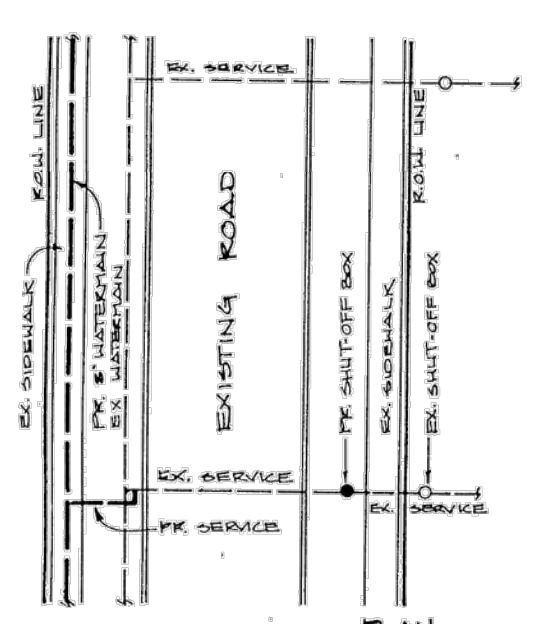 EX. SERVICE
R.O.W. LINE
R.O.W. LINE
EX. SIDEWALK
PR. 8" WATERMAIN
EX WATERMAIN
EXISTING ROAD
PR. SHUT-OFF BOX
EX. SIDEWALK
EX. SHUT-OFF BOX
EX. SERVICE
EX. SERVICE
PR. SERVICE